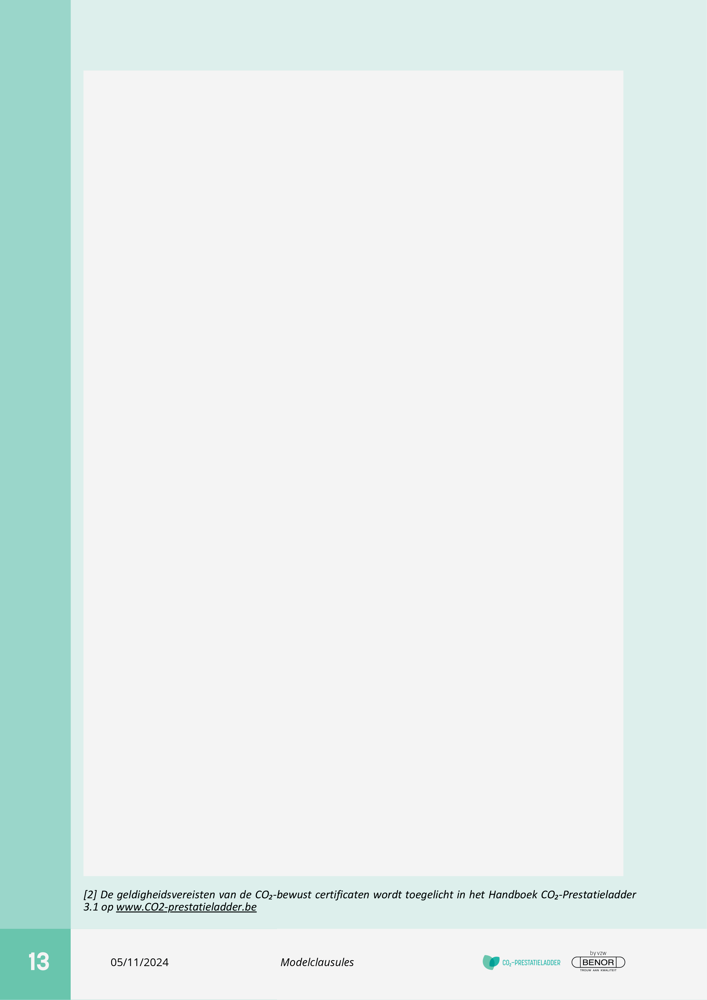 [2] De geldigheidsvereisten van de CO₂-bewust certificaten wordt toegelicht in het Handboek CO₂-Prestatieladder
3.1 op www.CO2-prestatieladder.be
13
05/11/2024
Modelclausules
CO₂-PRESTATIELADDER
by vzw
BENOR
TROUW AAN KWALITEIT